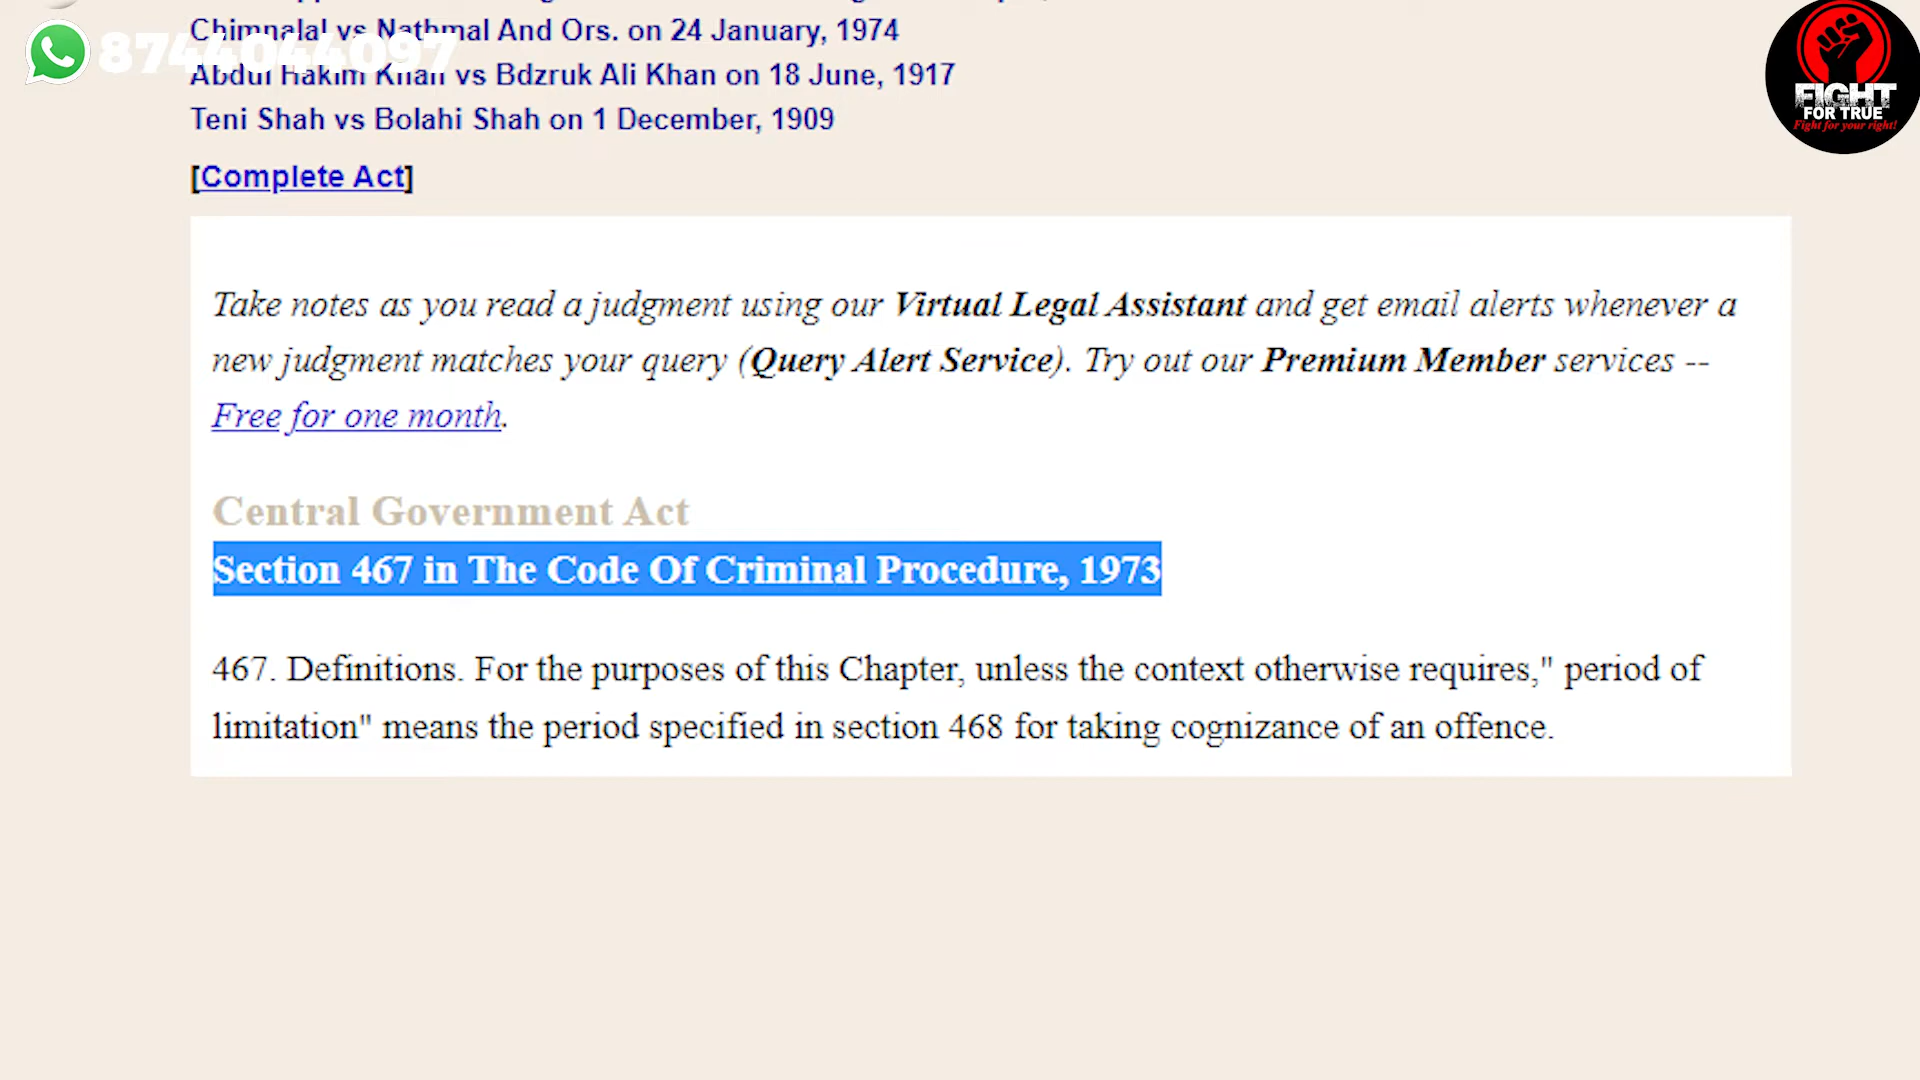 Chimnalal vs Nathmal And Ors. on 24 January, 1974
8744044097
Abdul Hakim Khan vs Bdzruk Ali Khan on 18 June, 1917
Teni Shah vs Bolahi Shah on 1 December, 1909
FIGHT
FOR TRUE
Fight for your right!
[Complete Act]
Take notes as you read a judgment using our Virtual Legal Assistant and get email alerts whenever a
new judgment matches your query (Query Alert Service). Try out our Premium Member services --
Free for one month.
Central Government Act
Section 467 in The Code Of Criminal Procedure, 1973
467. Definitions. For the purposes of this Chapter, unless the context otherwise requires," period of
limitation" means the period specified in section 468 for taking cognizance of an offence.